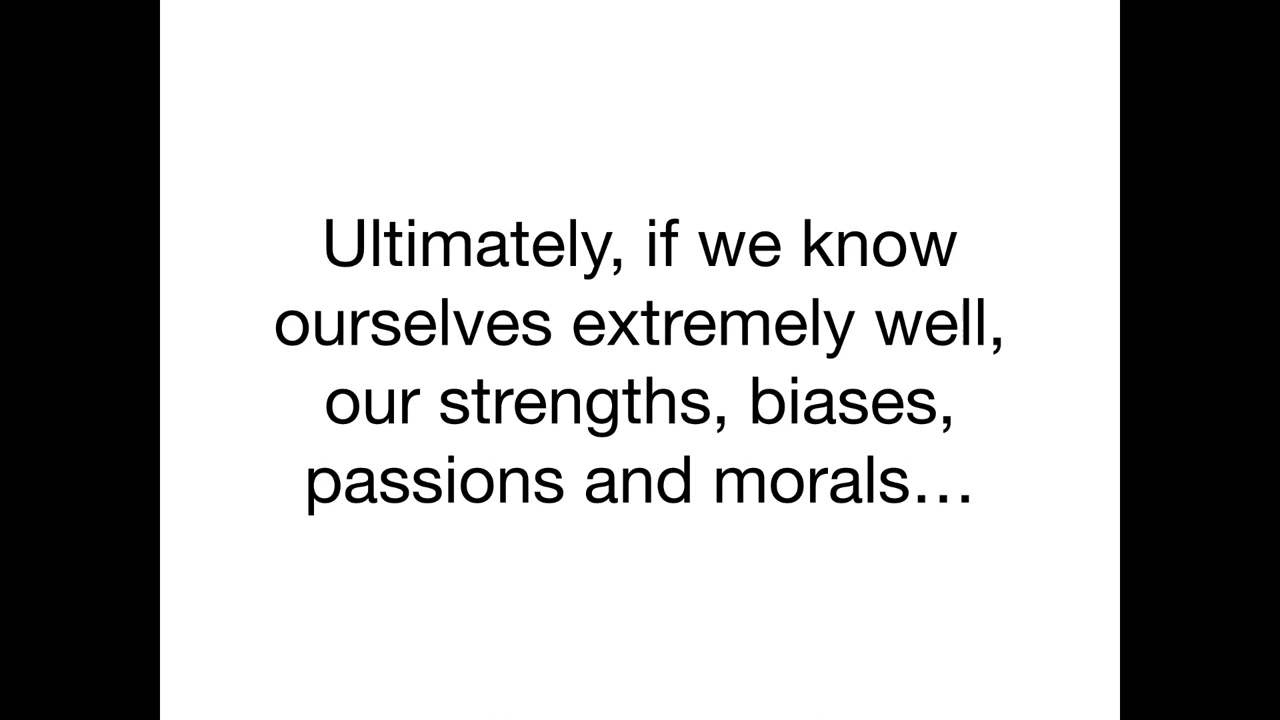 Ultimately, if we know
ourselves extremely well,
our strengths, biases,
passions and morals…